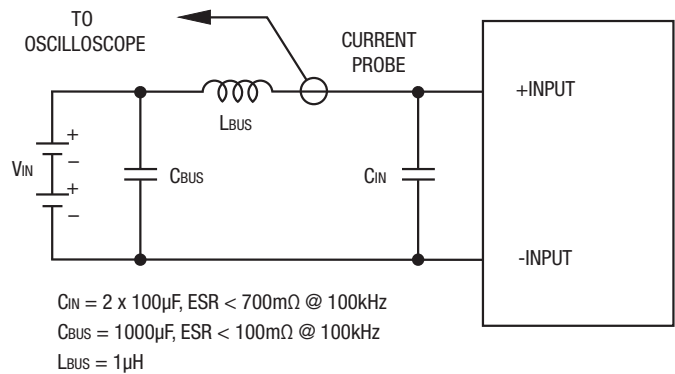 TO
OSCILLOSCOPE
CURRENT
PROBE
+INPUT
LBUS
+
VIN
−
+
−
CBUS
CIN
-INPUT
CIN = 2 x 100µF, ESR < 700mΩ @ 100kHz
CBUS = 1000µF, ESR < 100mΩ @ 100kHz
LBUS = 1µH